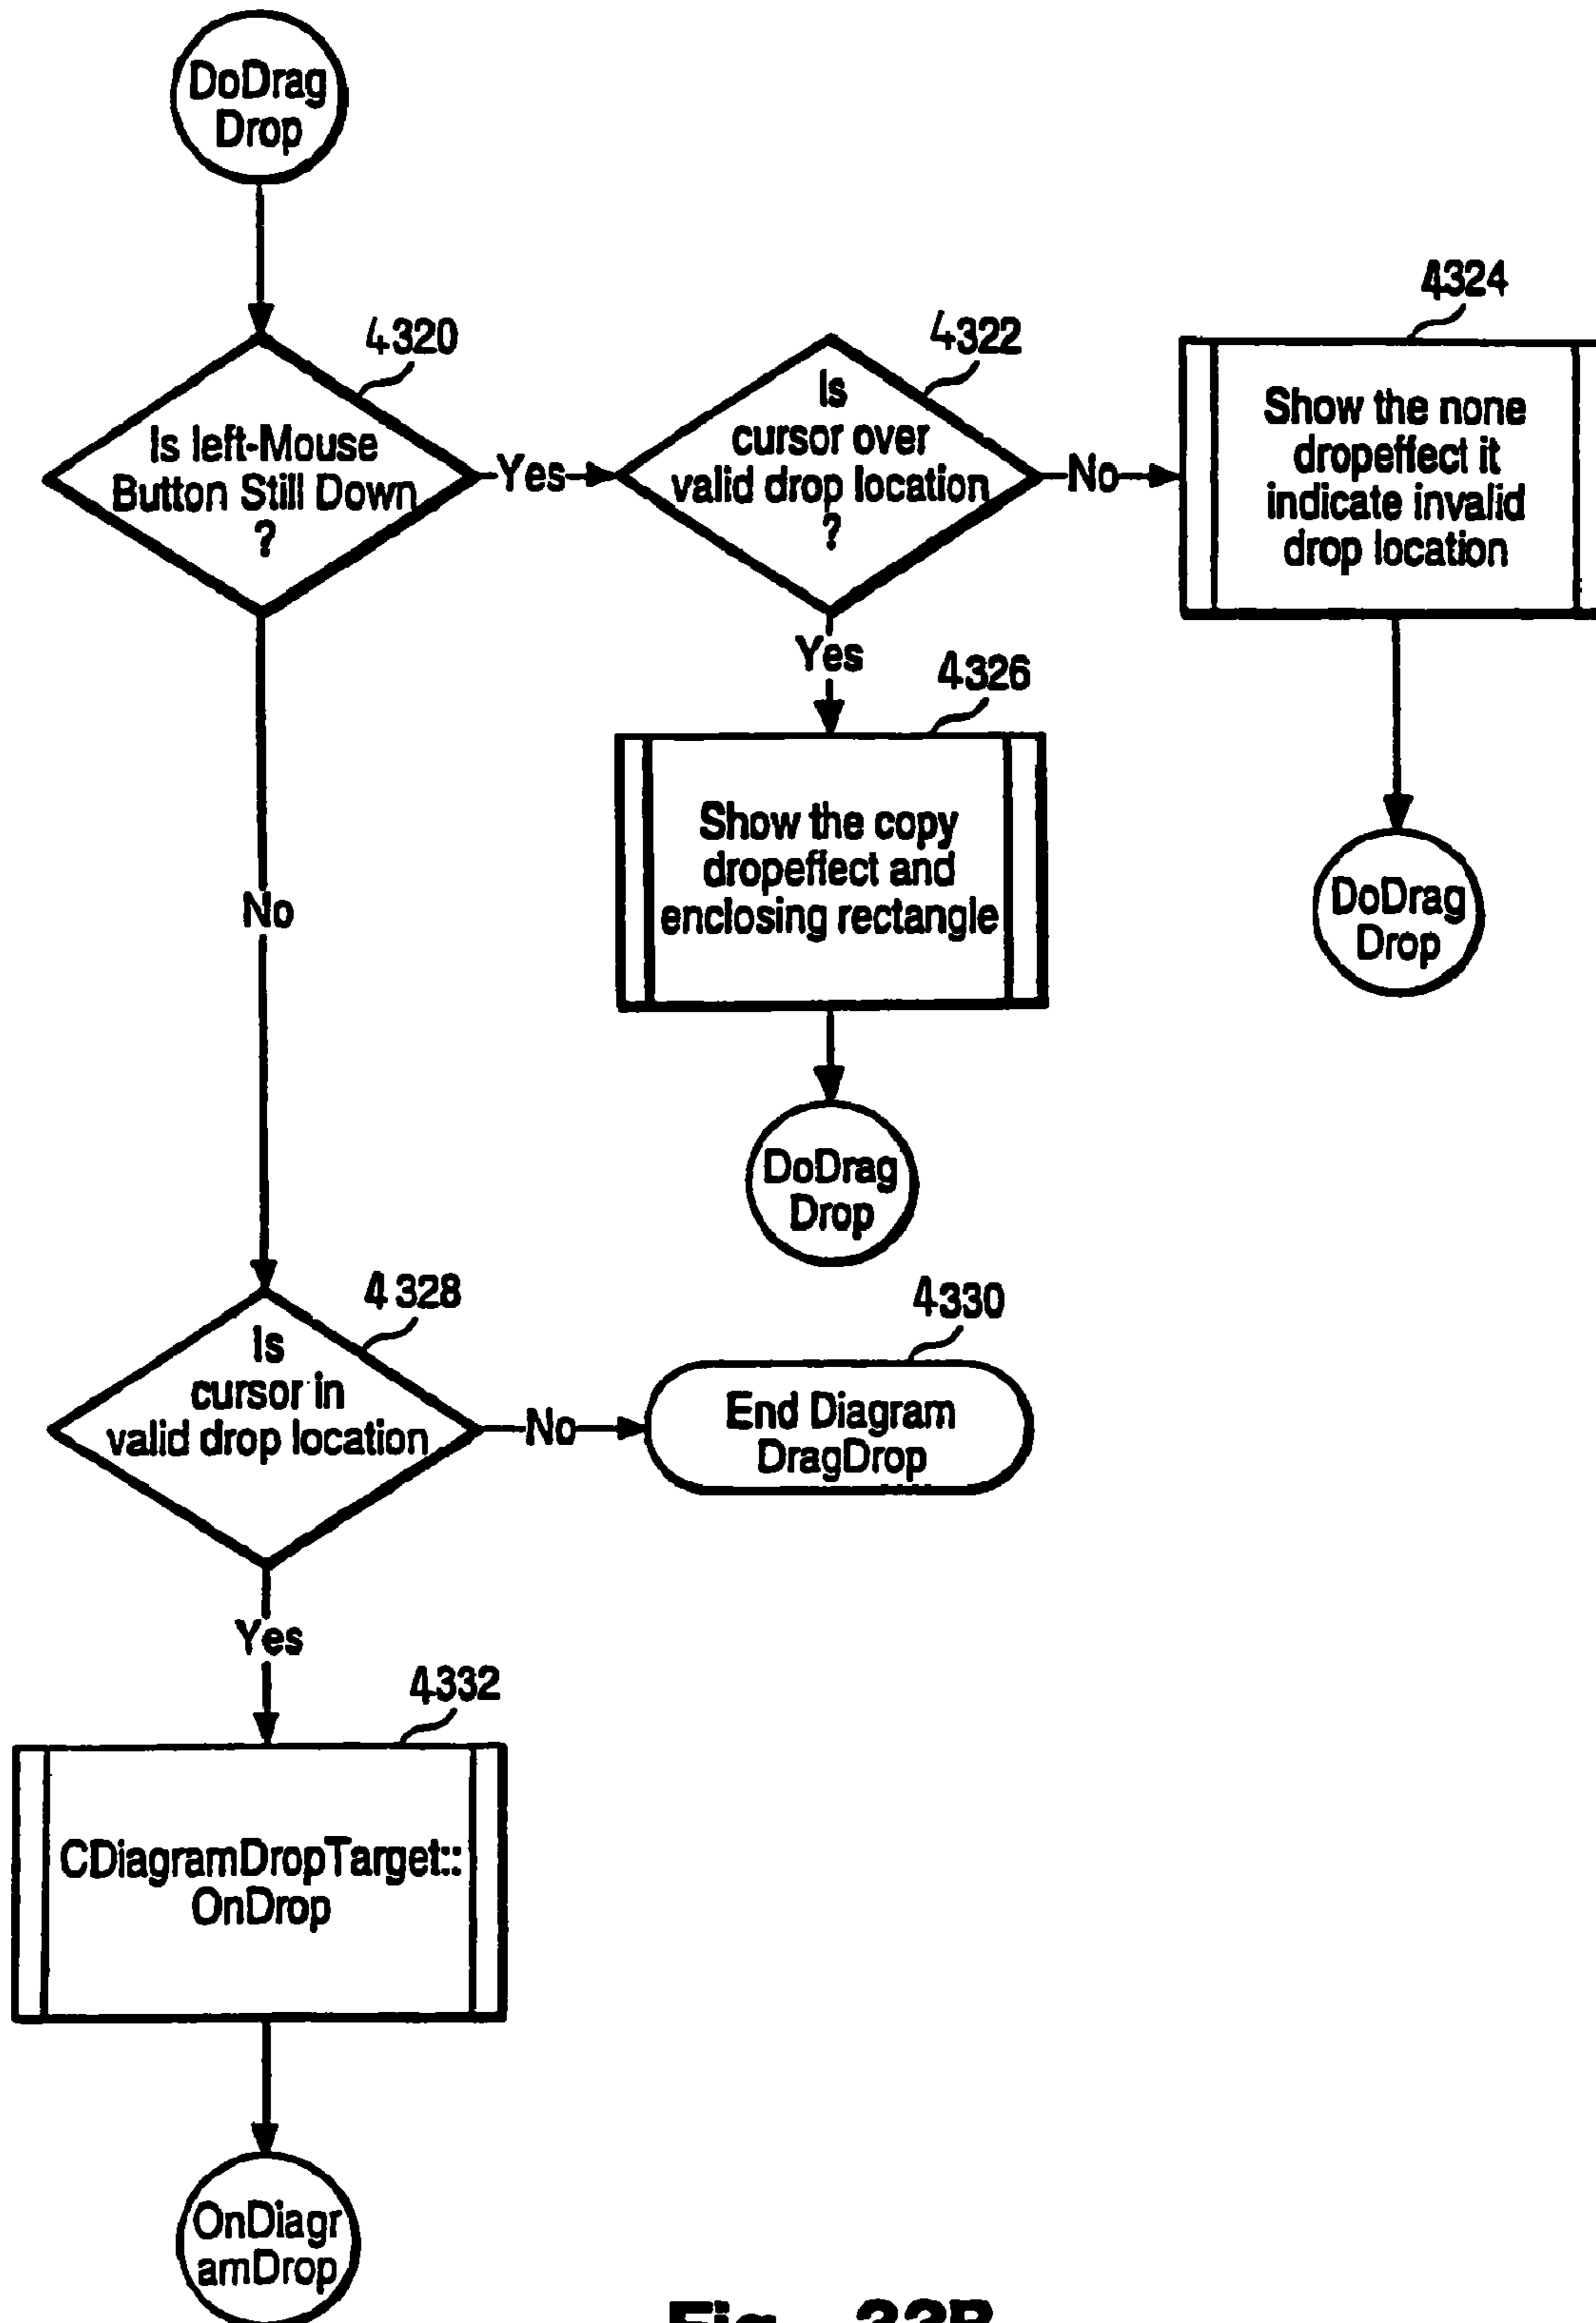 DoDrag
Drop
4320
Is left-Mouse
Button Still Down
?
Yes
4322
Is
cursor over
valid drop location
?
No
4324
Show the none
dropeffect it
indicate invalid
drop location
DoDrag
Drop
Yes
4326
Show the copy
dropeffect and
enclosing rectangle
DoDrag
Drop
No
4328
Is
cursor in
valid drop location
No
4330
End Diagram
DragDrop
Yes
4332
CDiagramDropTarget::
OnDrop
OnDiagr
amDrop
Fig. 33B